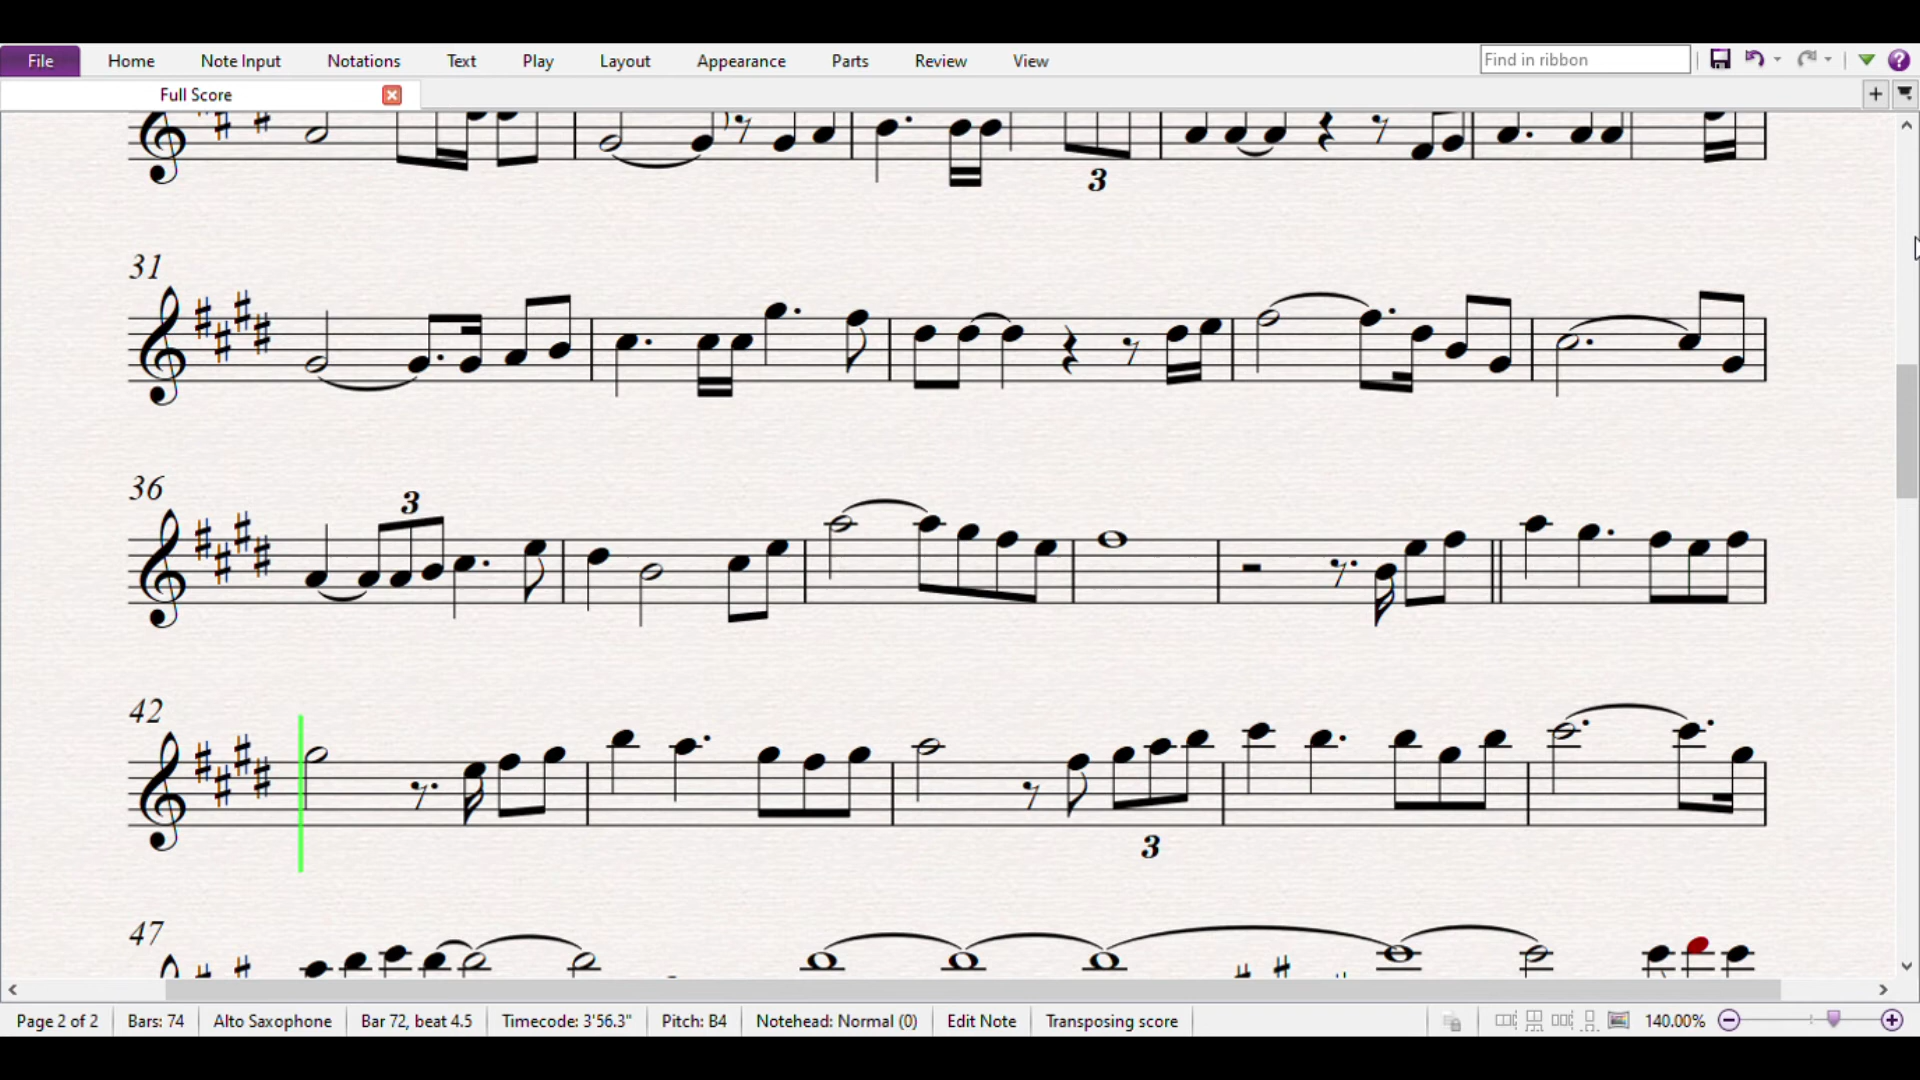 File Home Note Input Notations Text Play Layout Appearance Parts Review View Find in ribbon
Full Score
3
31
36
3
42
3
47
Page 2 of 2 Bars: 74 Alto Saxophone Bar 72, beat 4.5 Timecode: 3'56.3" Pitch: B4 Notehead: Normal (0) Edit Note Transposing score 140.00%